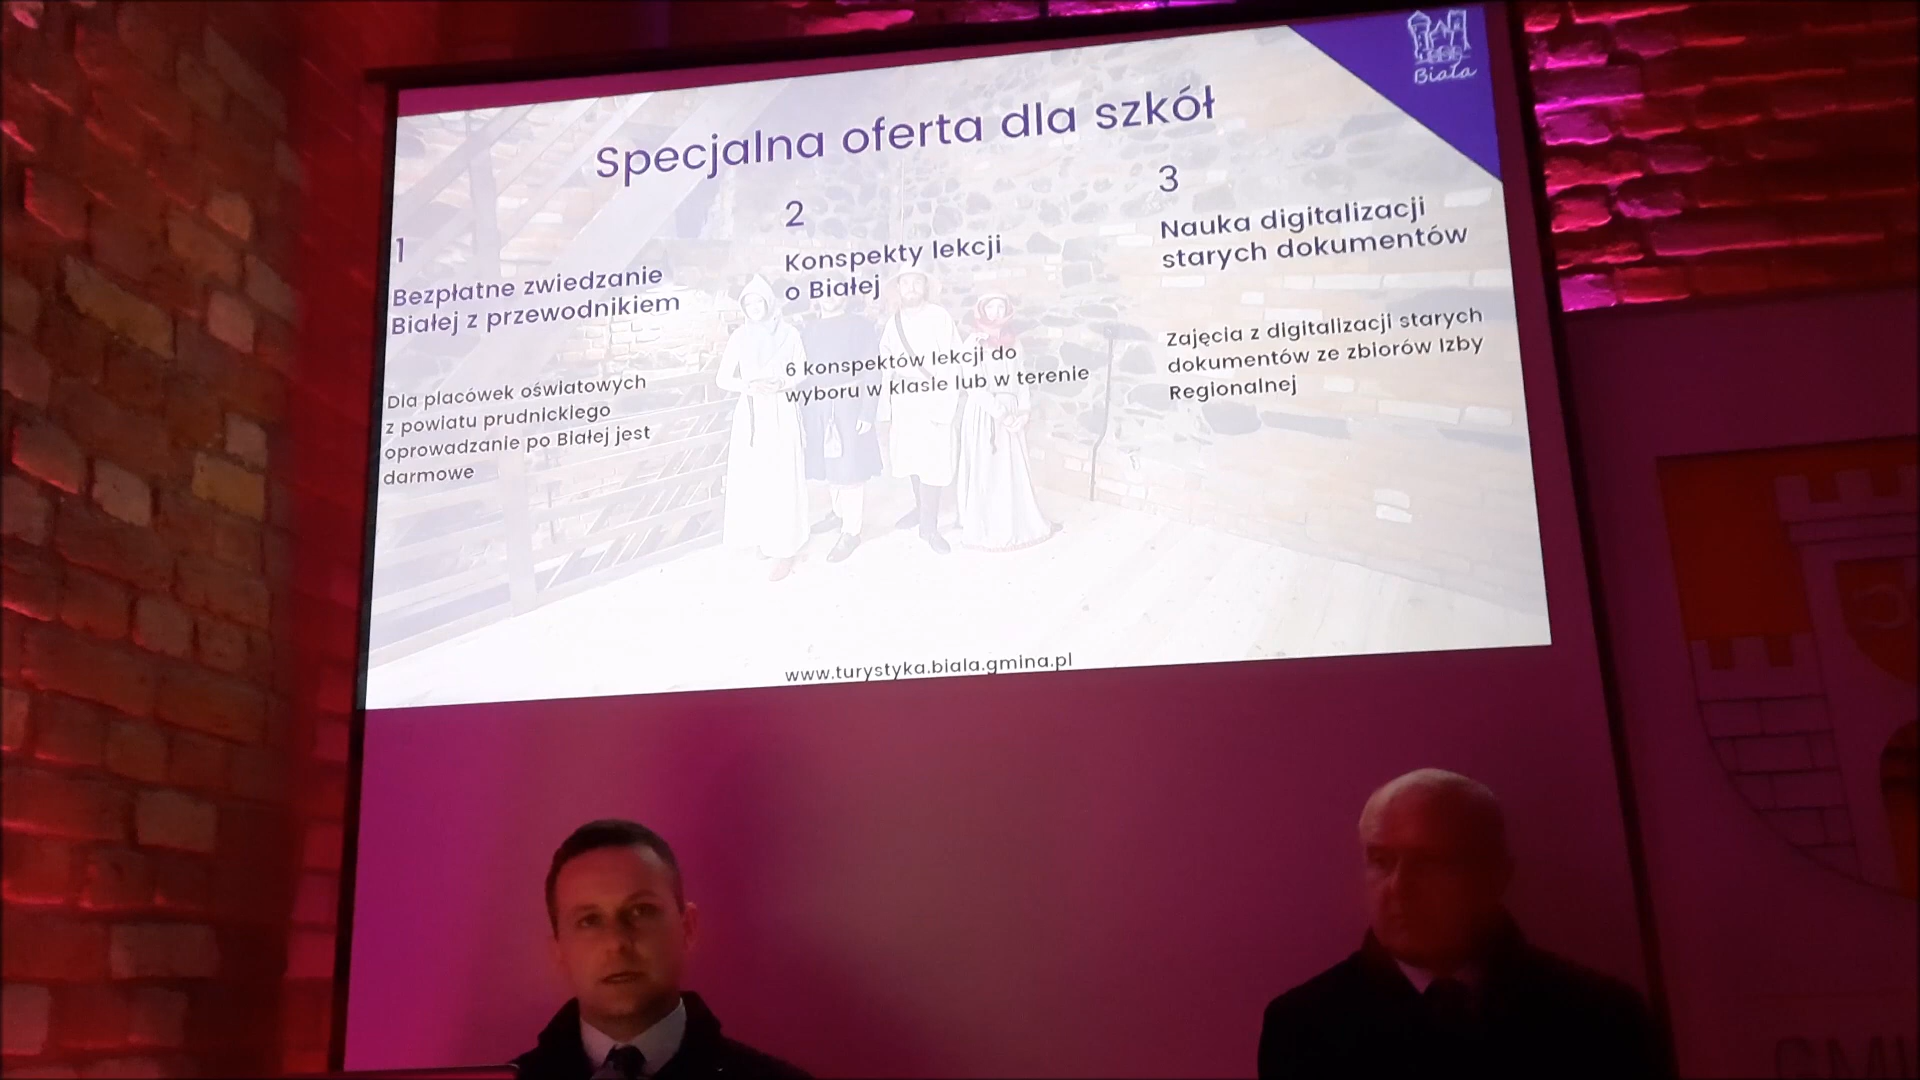 Biała
Specjalna oferta dla szkół
1
Bezpłatne zwiedzanie
Białej z przewodnikiem
Dla placówek oświatowych
z powiatu prudnickiego
oprowadzanie po Białej jest
darmowe
2
Konspekty lekcji
o Białej
6 konspektów lekcji do
wyboru w klasie lub w terenie
3
Nauka digitalizacji
starych dokumentów
Zajęcia z digitalizacji starych
dokumentów ze zbiorów Izby
Regionalnej
www.turystyka.biala.gmina.pl